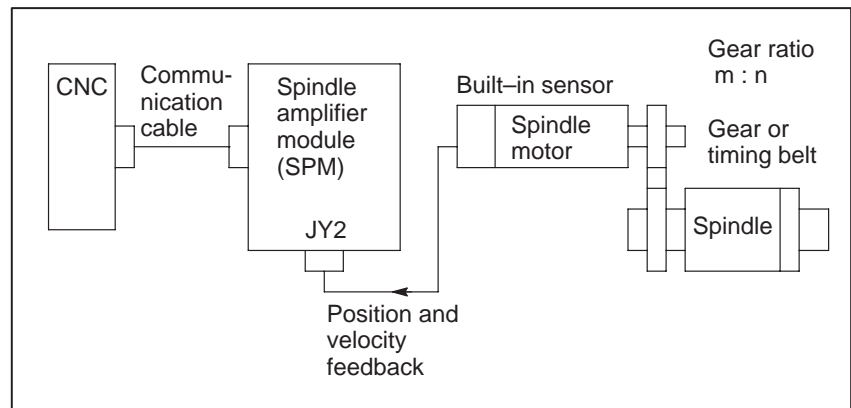 CNC
Commu-
nication
cable
Spindle
amplifier
module
(SPM)
JY2
Built–in sensor
Spindle
motor
Gear ratio
m : n
Gear or
timing belt
Spindle
Position and
velocity
feedback